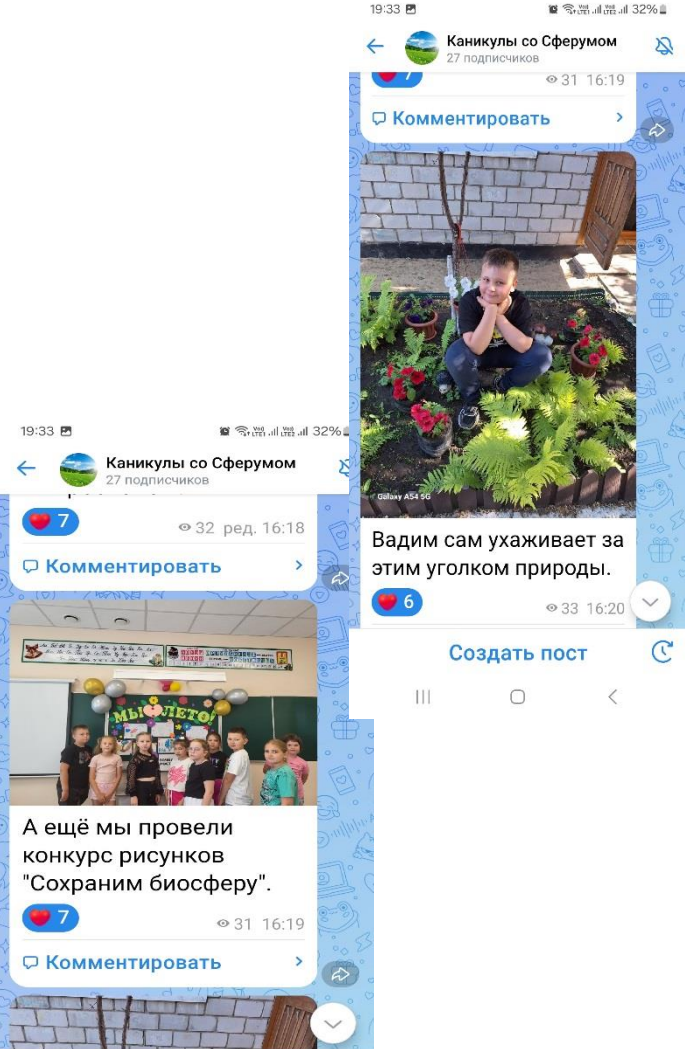 19:33
32%
Каникулы со Сферумом
27 подписчиков
7
31 16:19
Комментировать
Galaxy A54 5G
Вадим сам ухаживает за
этим уголком природы.
6
33 16:20
Создать пост
19:33
32%
Каникулы со Сферумом
27 подписчиков
7
32 ред. 16:18
Комментировать
МЫ ЛЕТО!
А ещё мы провели
конкурс рисунков
"Сохраним биосферу".
7
31 16:19
Комментировать